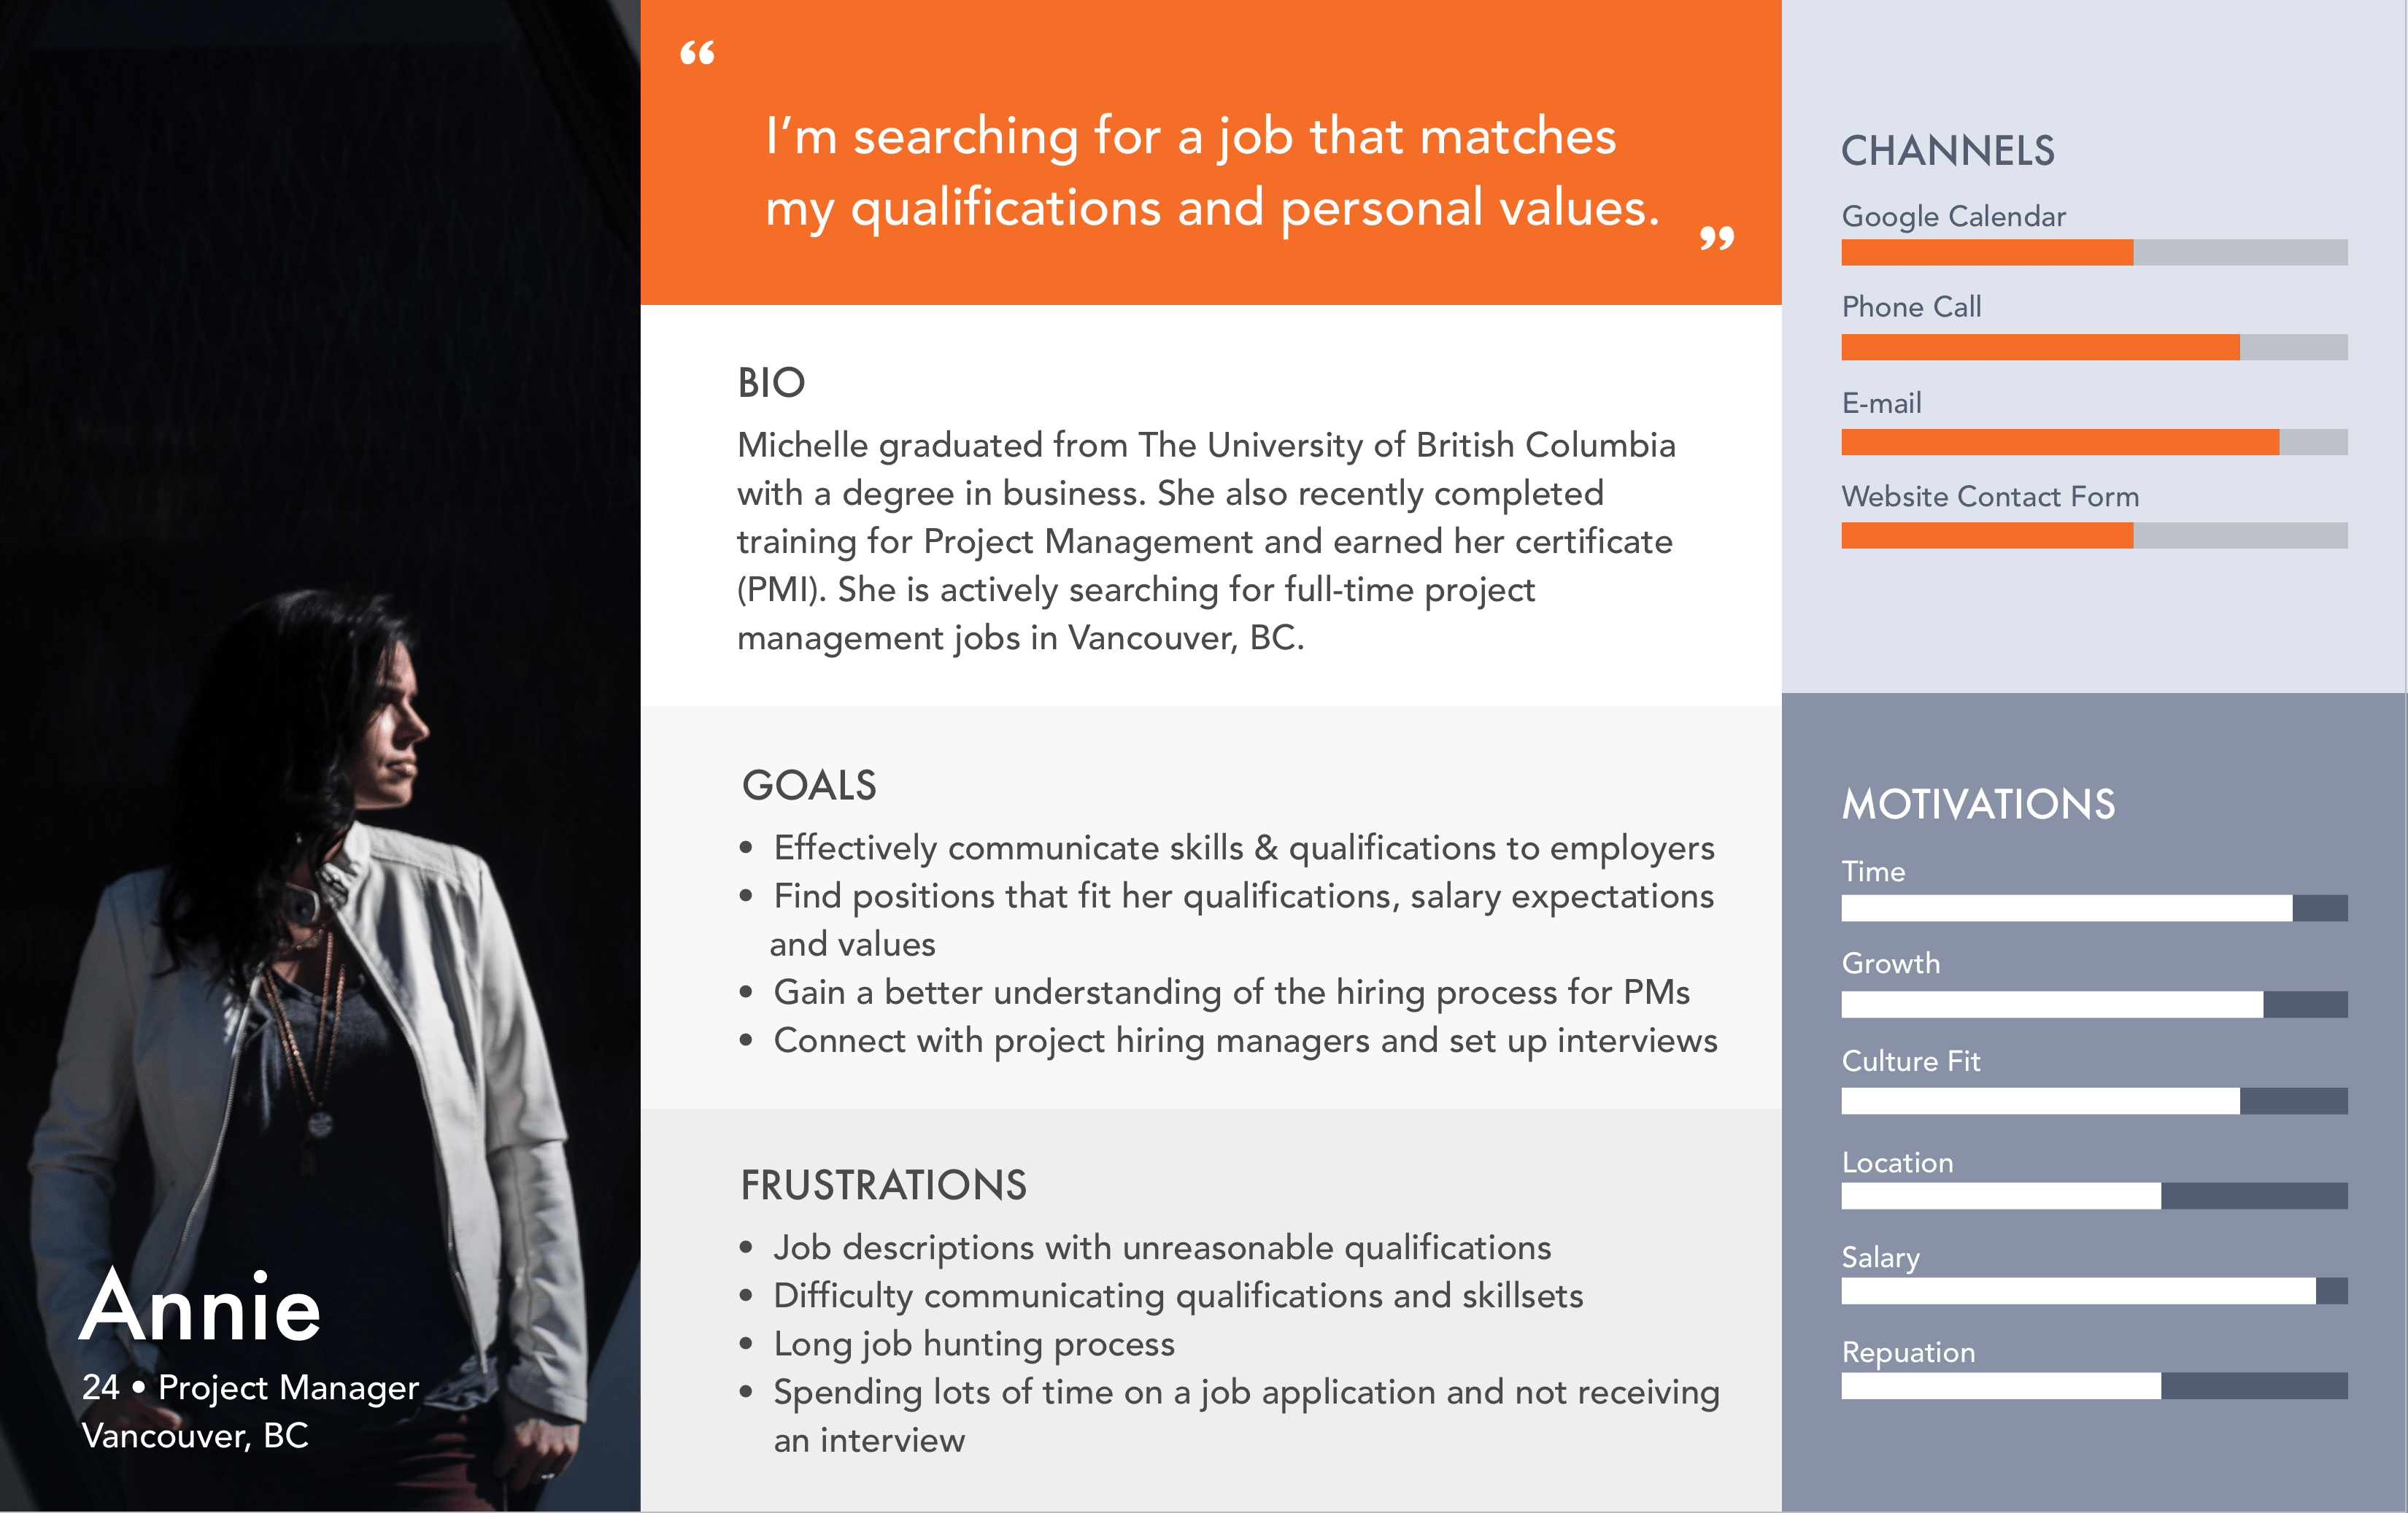 “
I’m searching for a job that matches
my qualifications and personal values.
”
BIO
Michelle graduated from The University of British Columbia
with a degree in business. She also recently completed
training for Project Management and earned her certificate
(PMI). She is actively searching for full-time project
management jobs in Vancouver, BC.
GOALS
• Effectively communicate skills & qualifications to employers
• Find positions that fit her qualifications, salary expectations
and values
• Gain a better understanding of the hiring process for PMs
• Connect with project hiring managers and set up interviews
FRUSTRATIONS
• Job descriptions with unreasonable qualifications
• Difficulty communicating qualifications and skillsets
• Long job hunting process
• Spending lots of time on a job application and not receiving
an interview
Annie
24 • Project Manager
Vancouver, BC
CHANNELS
Google Calendar
Phone Call
E-mail
Website Contact Form
MOTIVATIONS
Time
Growth
Culture Fit
Location
Salary
Repuation